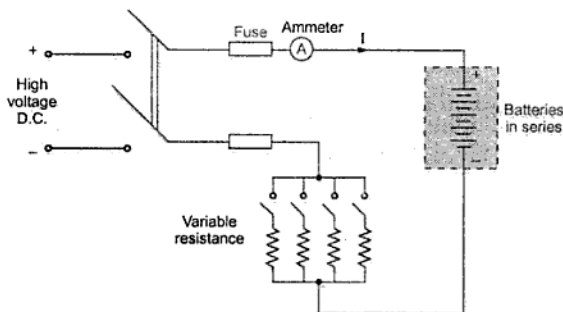 Fuse
Ammeter
A
I
+
High
voltage
D.C.
−
+
Batteries
in series
−
Variable
resistance